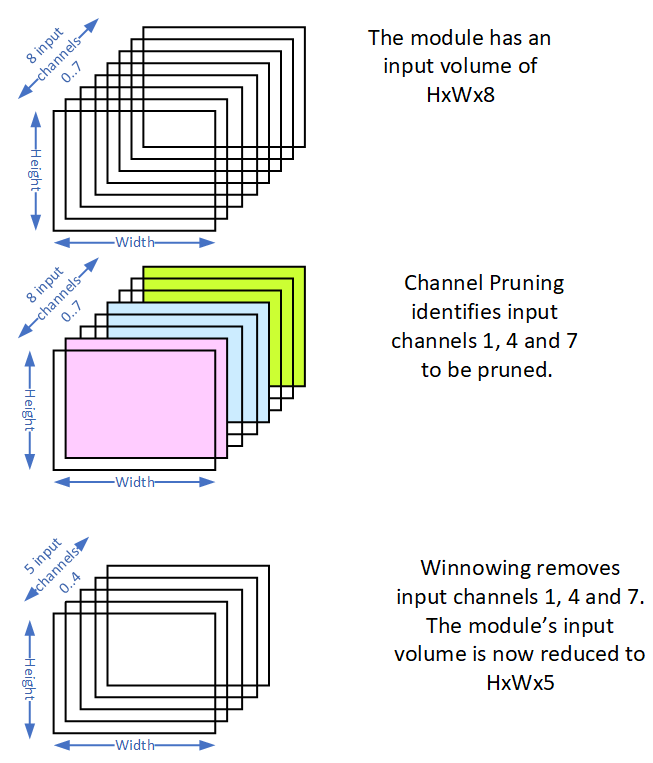 8 input
channels
0..7
The module has an
input volume of
HxWx8
Height
Width
8 input
channels
0..7
Channel Pruning
identifies input
channels 1, 4 and 7
to be pruned.
Height
Width
5 input
channels
0..4
Winnowing removes
input channels 1, 4 and 7.
The module’s input
volume is now reduced to
HxWx5
Height
Width